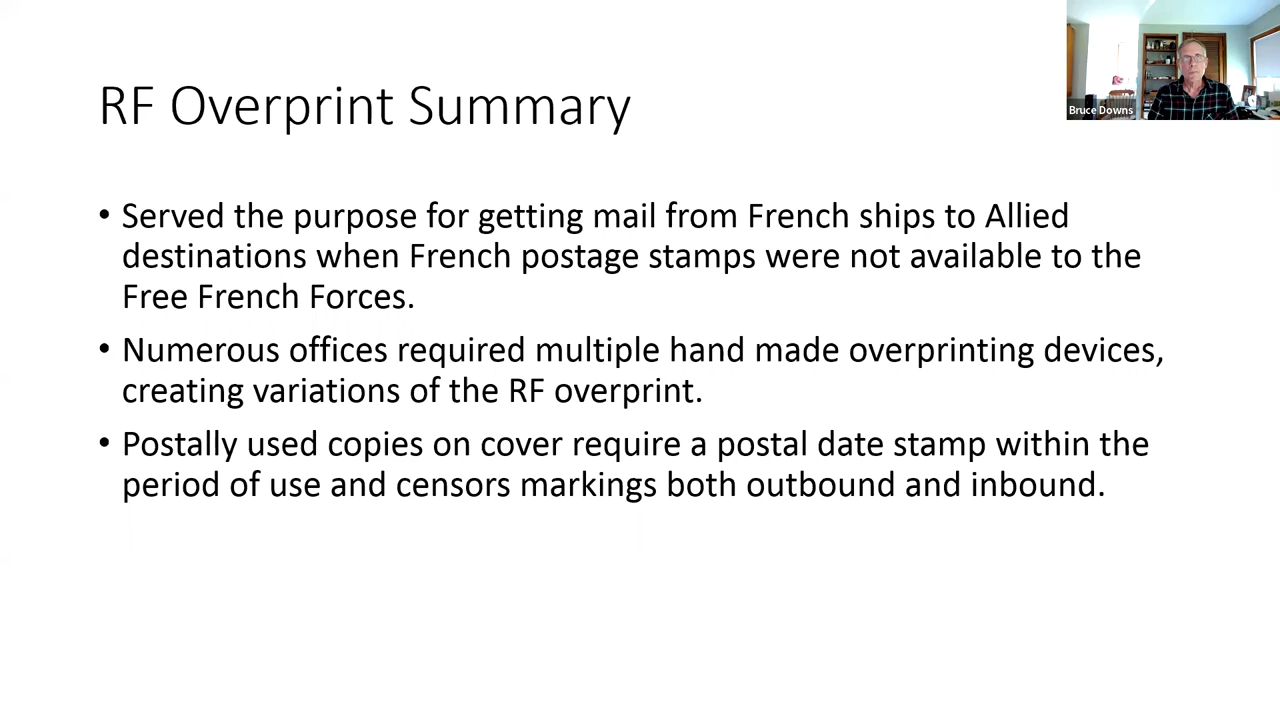 RF Overprint Summary
Bruce Downs
• Served the purpose for getting mail from French ships to Allied
destinations when French postage stamps were not available to the
Free French Forces.
• Numerous offices required multiple hand made overprinting devices,
creating variations of the RF overprint.
• Postally used copies on cover require a postal date stamp within the
period of use and censors markings both outbound and inbound.